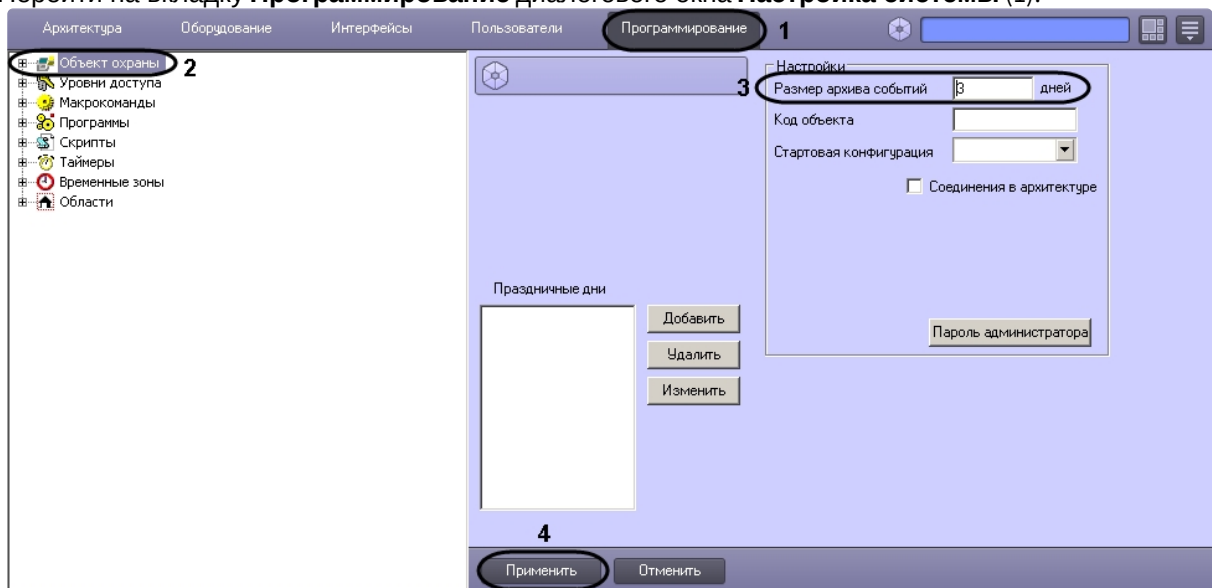 Перейти на вкладку Программирование диалогового окна Настройка системы (1).
Архитектура Оборудование Интерфейсы Пользователи Программирование 1
Объект охраны 2
Уровни доступа
Макрокоманды
Программы
Скрипты
Таймеры
Временные зоны
Области
Настройки
3 Размер архива событий 3 дней
Код объекта
Стартовая конфигурация
Соединения в архитектуре
Пароль администратора
Праздничные дни
Добавить
Удалить
Изменить
4
Применить Отменить